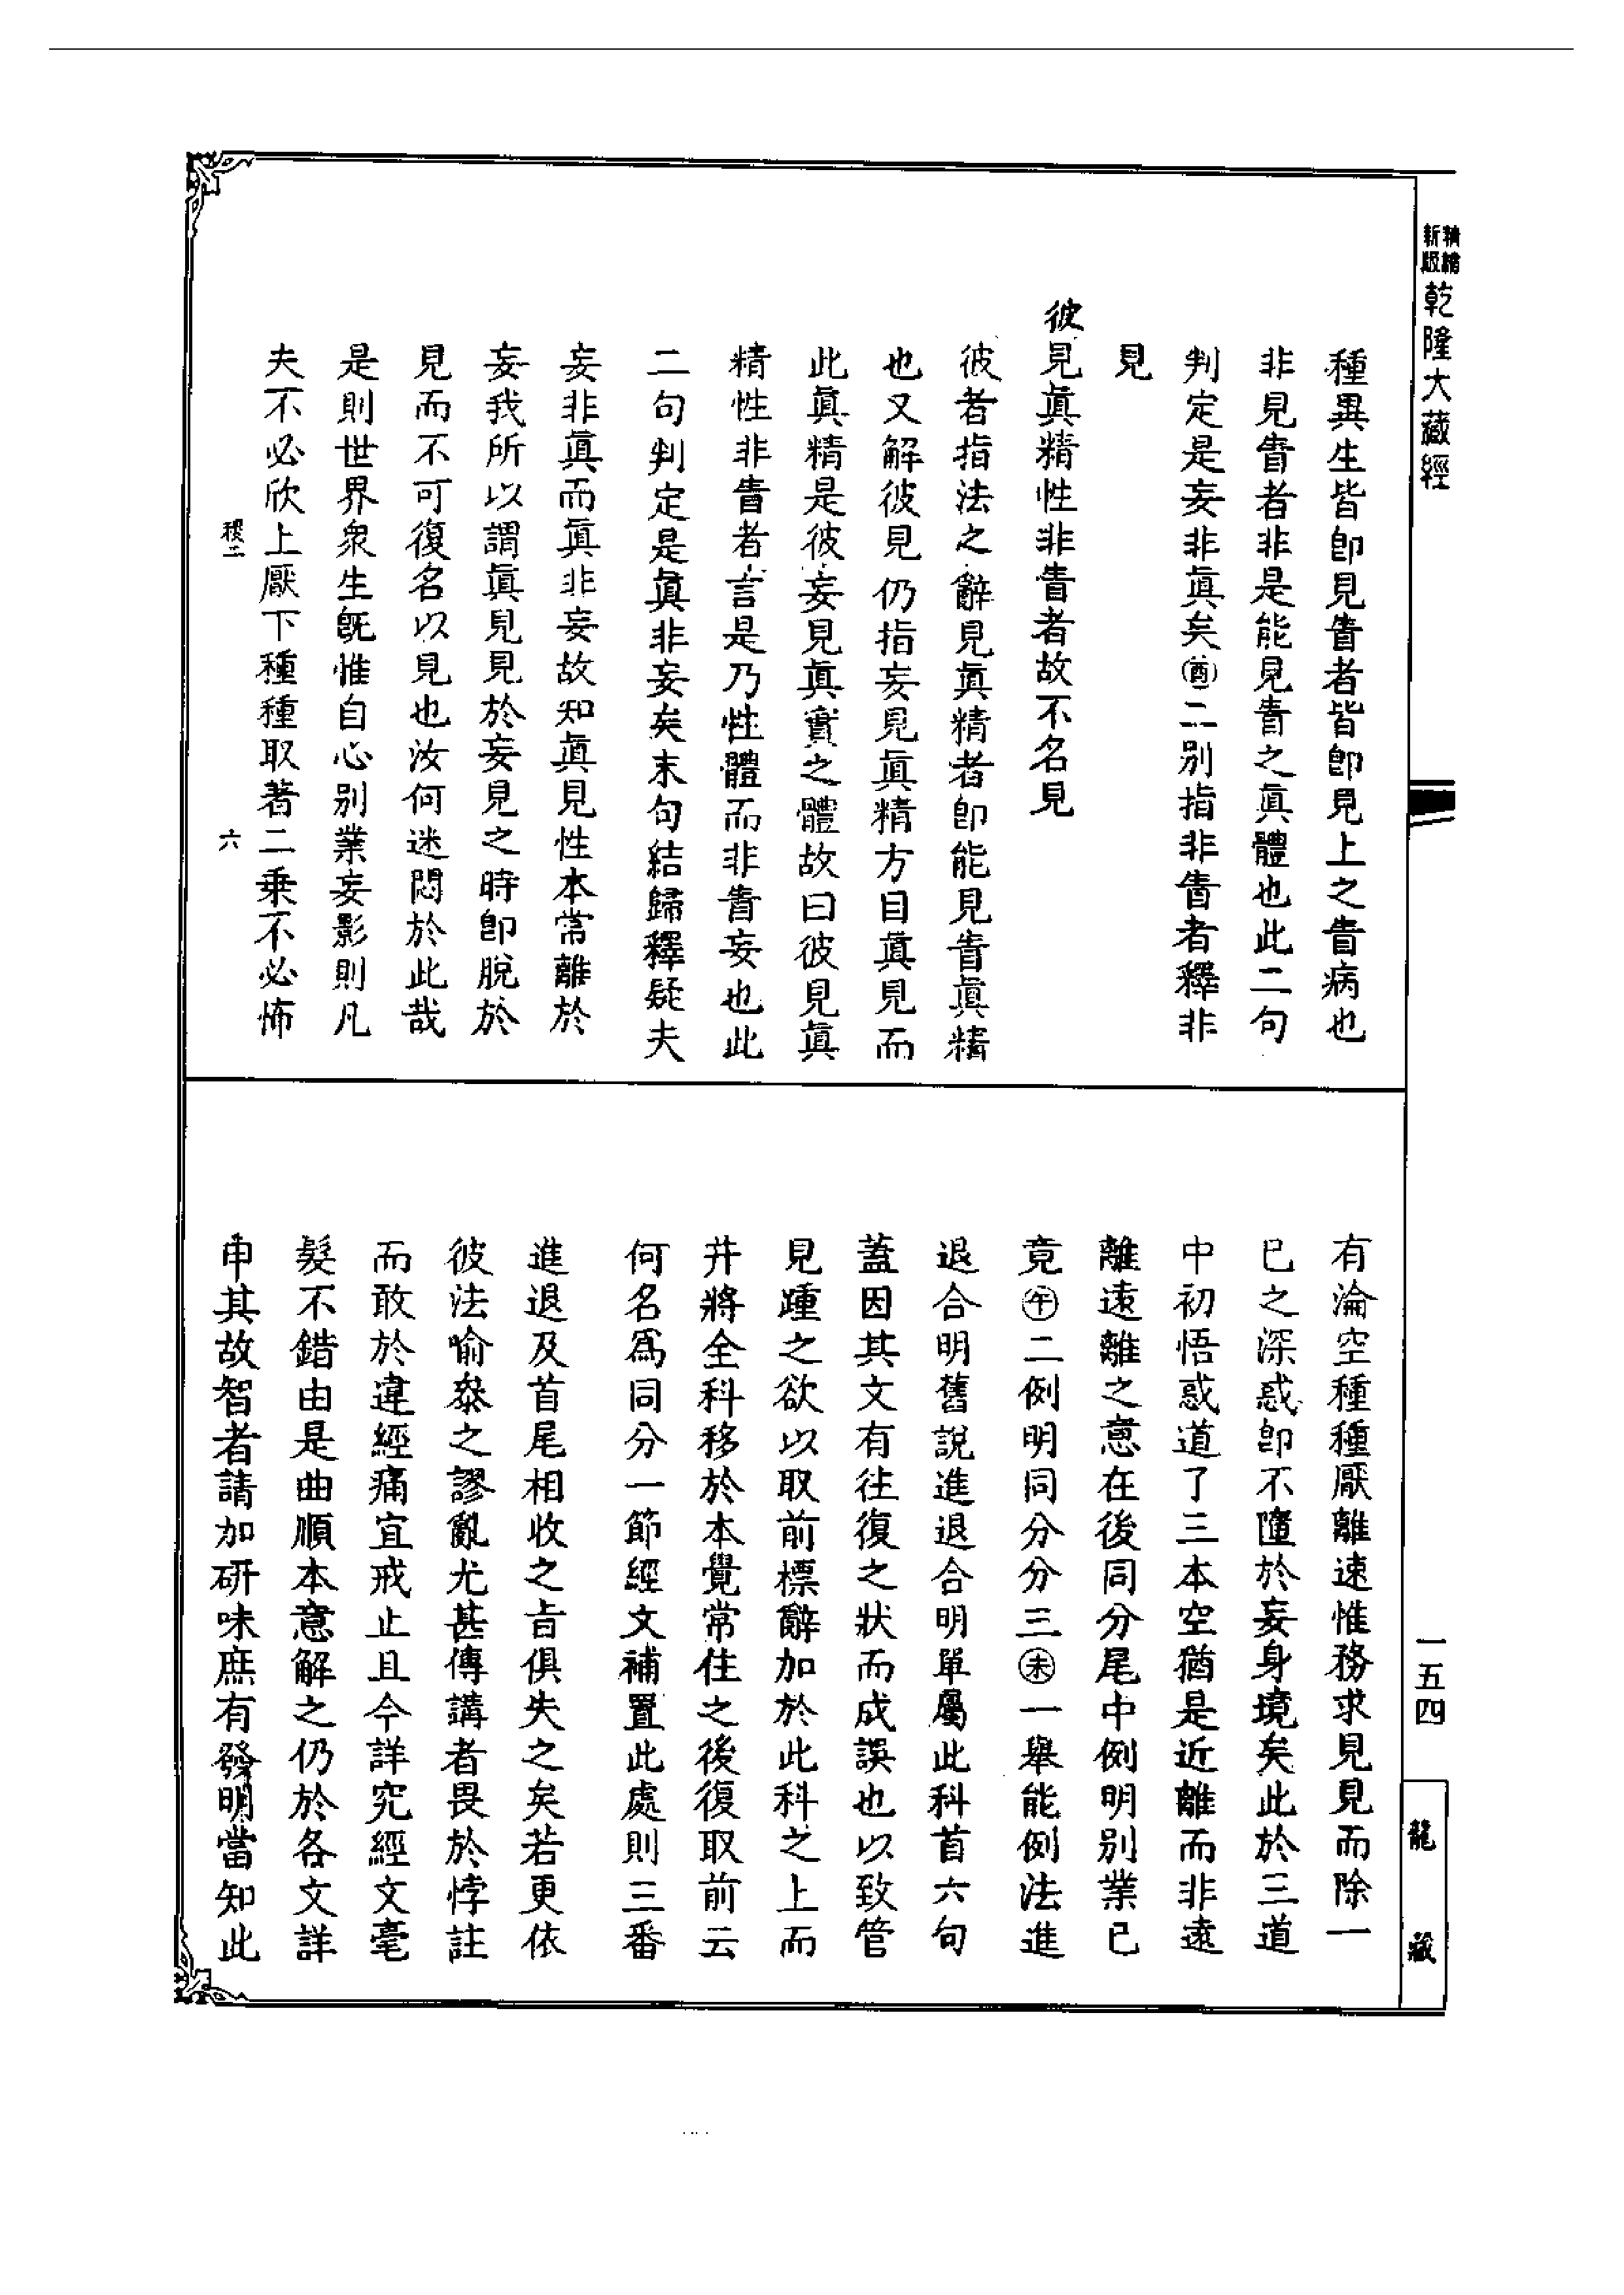 精繕
新版
乾隆大藏經
種異生皆卽見眚者皆卽見上之眚病也
非見眚者非是能見眚之眞體也此二句
判定是妄非眞矣㊒二別指非眚者釋非
見
彼見眞精性非眚者故不名見
彼者指法之辭見眞精者卽能見眚眞精
也又解彼見仍指妄見眞精方目眞見而
此眞精是彼妄見眞實之體故曰彼見眞
精性非眚者言是乃性體而非眚妄也此
二句判定是眞非妄矣末句結歸釋疑夫
妄非眞而眞非妄故知眞見性本常離於
妄我所以謂眞見見於妄見之時卽脫於
見而不可復名以見也汝何迷悶於此哉
是則世界衆生旣惟自心別業妄影則凡
夫不必欣上厭下種種取著二乘不必怖
稷二
六
有淪空種種厭離速惟務求見見而除一
已之深惑卽不墮於妄身境矣此於三道
中初悟惑道了三本空猶是近離而非遠
離遠離之意在後同分尾中例明別業已
竟㊍二例明同分分三㊍一舉能例法進
退合明舊說進退合明單屬此科首六句
蓋因其文有往復之狀而成誤也以致管
見踵之欲以取前標辭加於此科之上而
幷將全科移於本覺常住之後復取前云
何名爲同分一節經文補置此處則三番
進退及首尾相收之旨俱失之矣若更依
彼法喻叅之謬亂尤甚傳講者畏於悖註
而敢於違經痛宜戒止且今詳究經文毫
髮不錯由是曲順本意解之仍於各文詳
申其故智者請加研味庶有發明當知此
一五四
龍藏